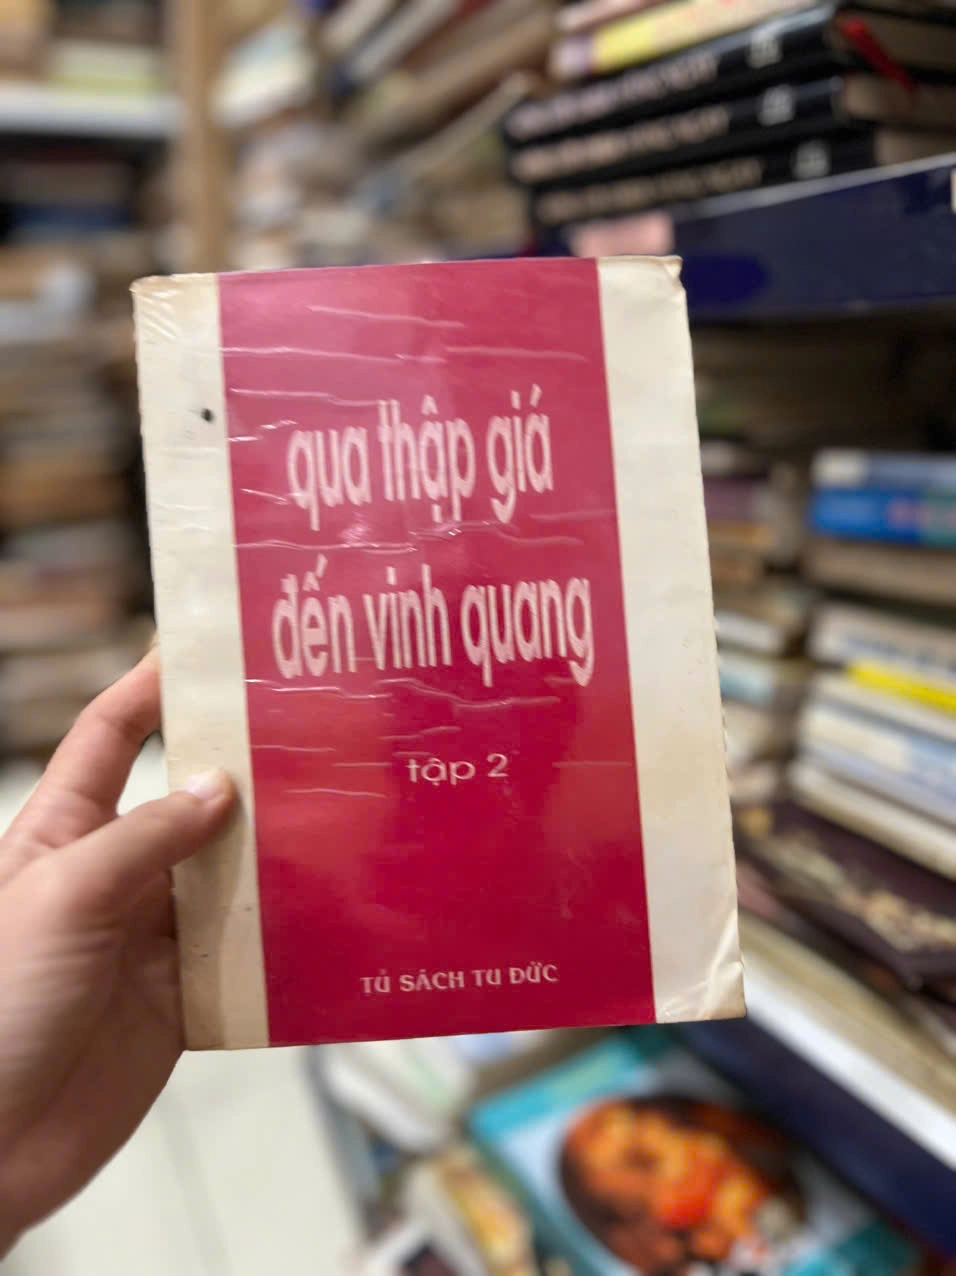 qua thập giá
đến vinh quang
tập 2
TỦ SÁCH TU ĐỨC